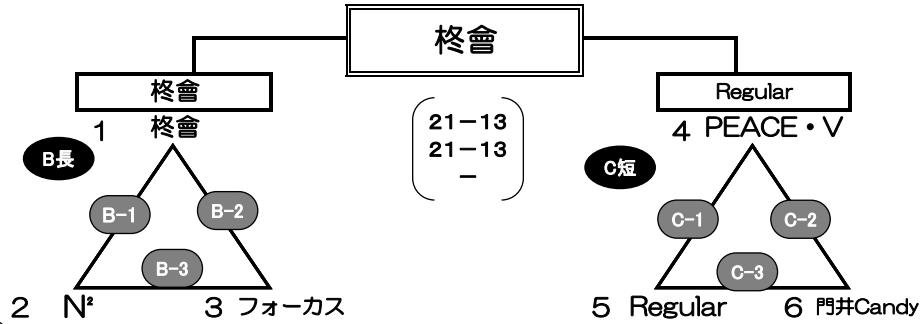 柊會
柊會
Regular
1 柊會
21-13
21-13
-
4 PEACE・V
B長
C短
B-1
B-2
C-1
C-2
B-3
C-3
2 N²
3 フォーカス
5 Regular
6 門井Candy